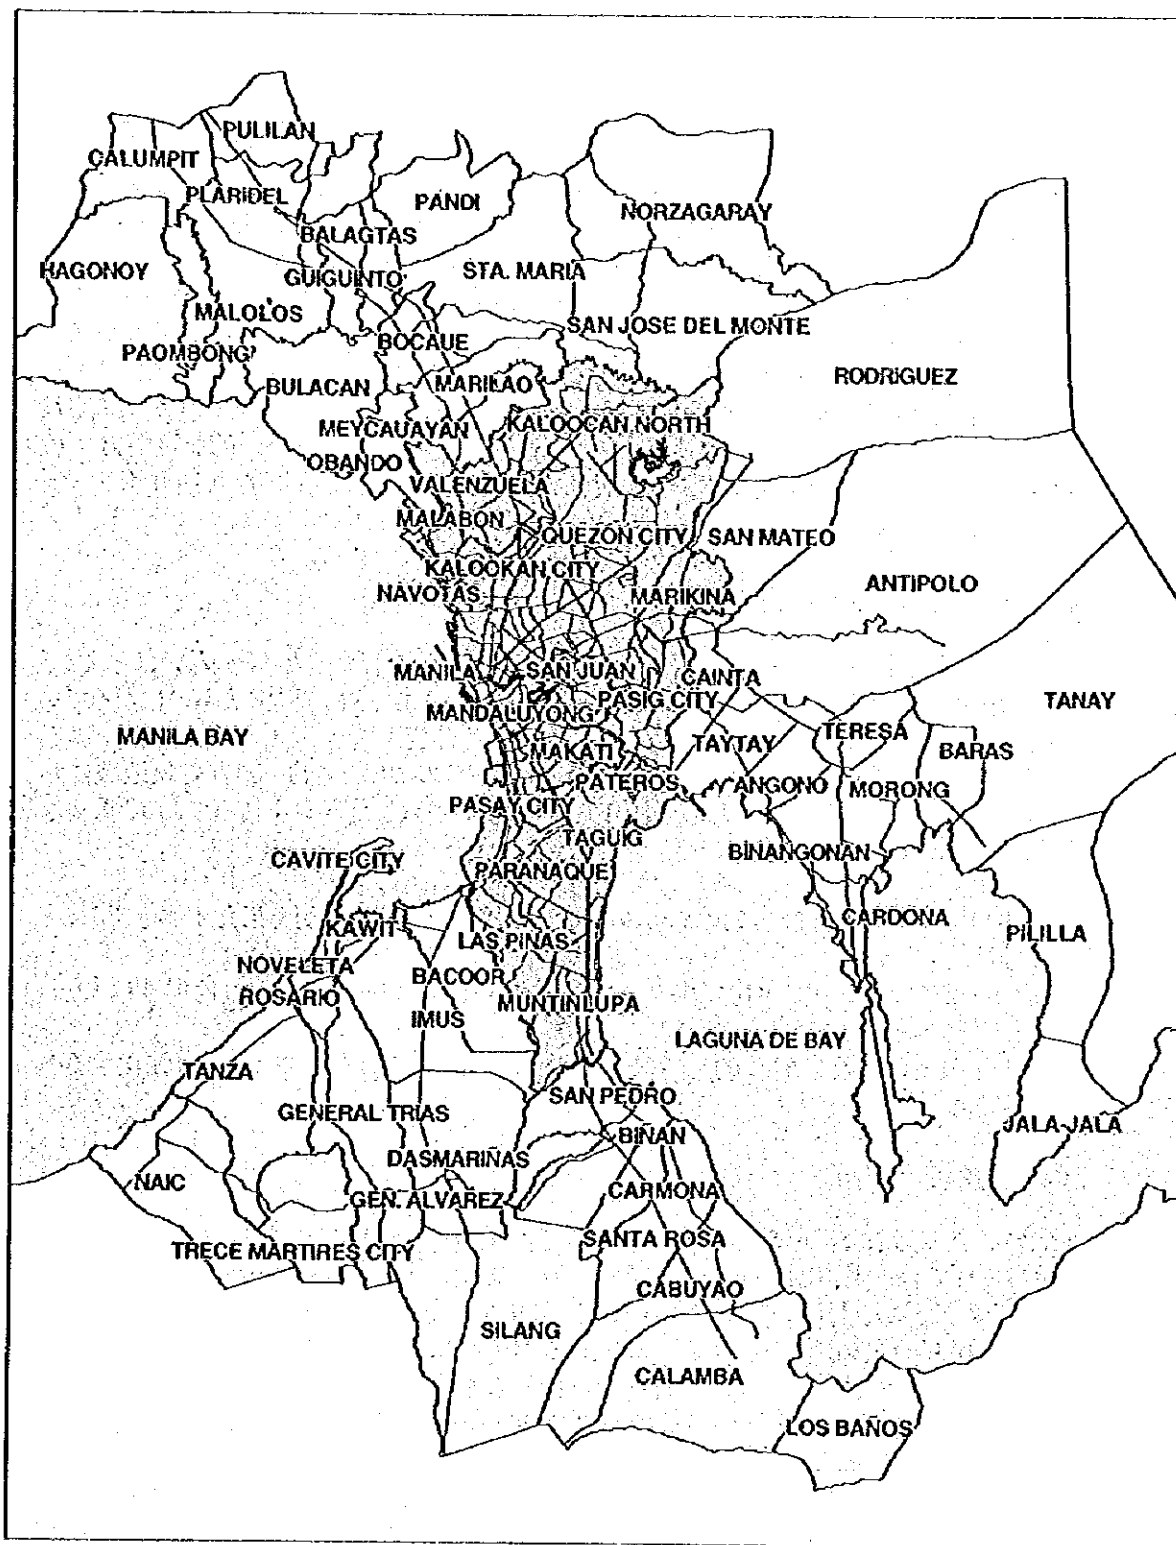 PULILAN
CALUMPIT
PLARIDEL
PANDI
NORZAGARAY
BALAGTAS
HAGONOY
GUIGUINTO
STA. MARIA
MALOLOS
SAN JOSE DEL MONTE
BOCAUE
PAOMBONG
RODRIGUEZ
BULACAN
MARILAO
MEYCAUAYAN
KALOOCAN NORTH
OBANDO
VALENZUELA
MALABON
QUEZON CITY
SAN MATEO
KALOOKAN CITY
ANTIPOLO
NAVOTAS
MARIKINA
MANILA
SAN JUAN
CAINTA
PASIG CITY
TANAY
MANDALUYONG
MANILA BAY
TERESA
TAYTAY
BARAS
MAKATI
PATEROS
ANGONO
MORONG
PASAY CITY
TAGUIG
BINANGONAN
CAVITE CITY
PARANAQUE
CARDONA
KAWIT
PILILLA
LAS PINAS
NOVELETA
BACOOR
ROSARIO
MUNTINLUPA
IMUS
LAGUNA DE BAY
TANZA
SAN PEDRO
GENERAL TRIAS
JALA-JALA
BINAN
DASMARIÑAS
NAIC
CARMONA
GEN. ALVAREZ
SANTA ROSA
TRECE MARTIRES CITY
CABUYAO
SILANG
CALAMBA
LOS BAÑOS